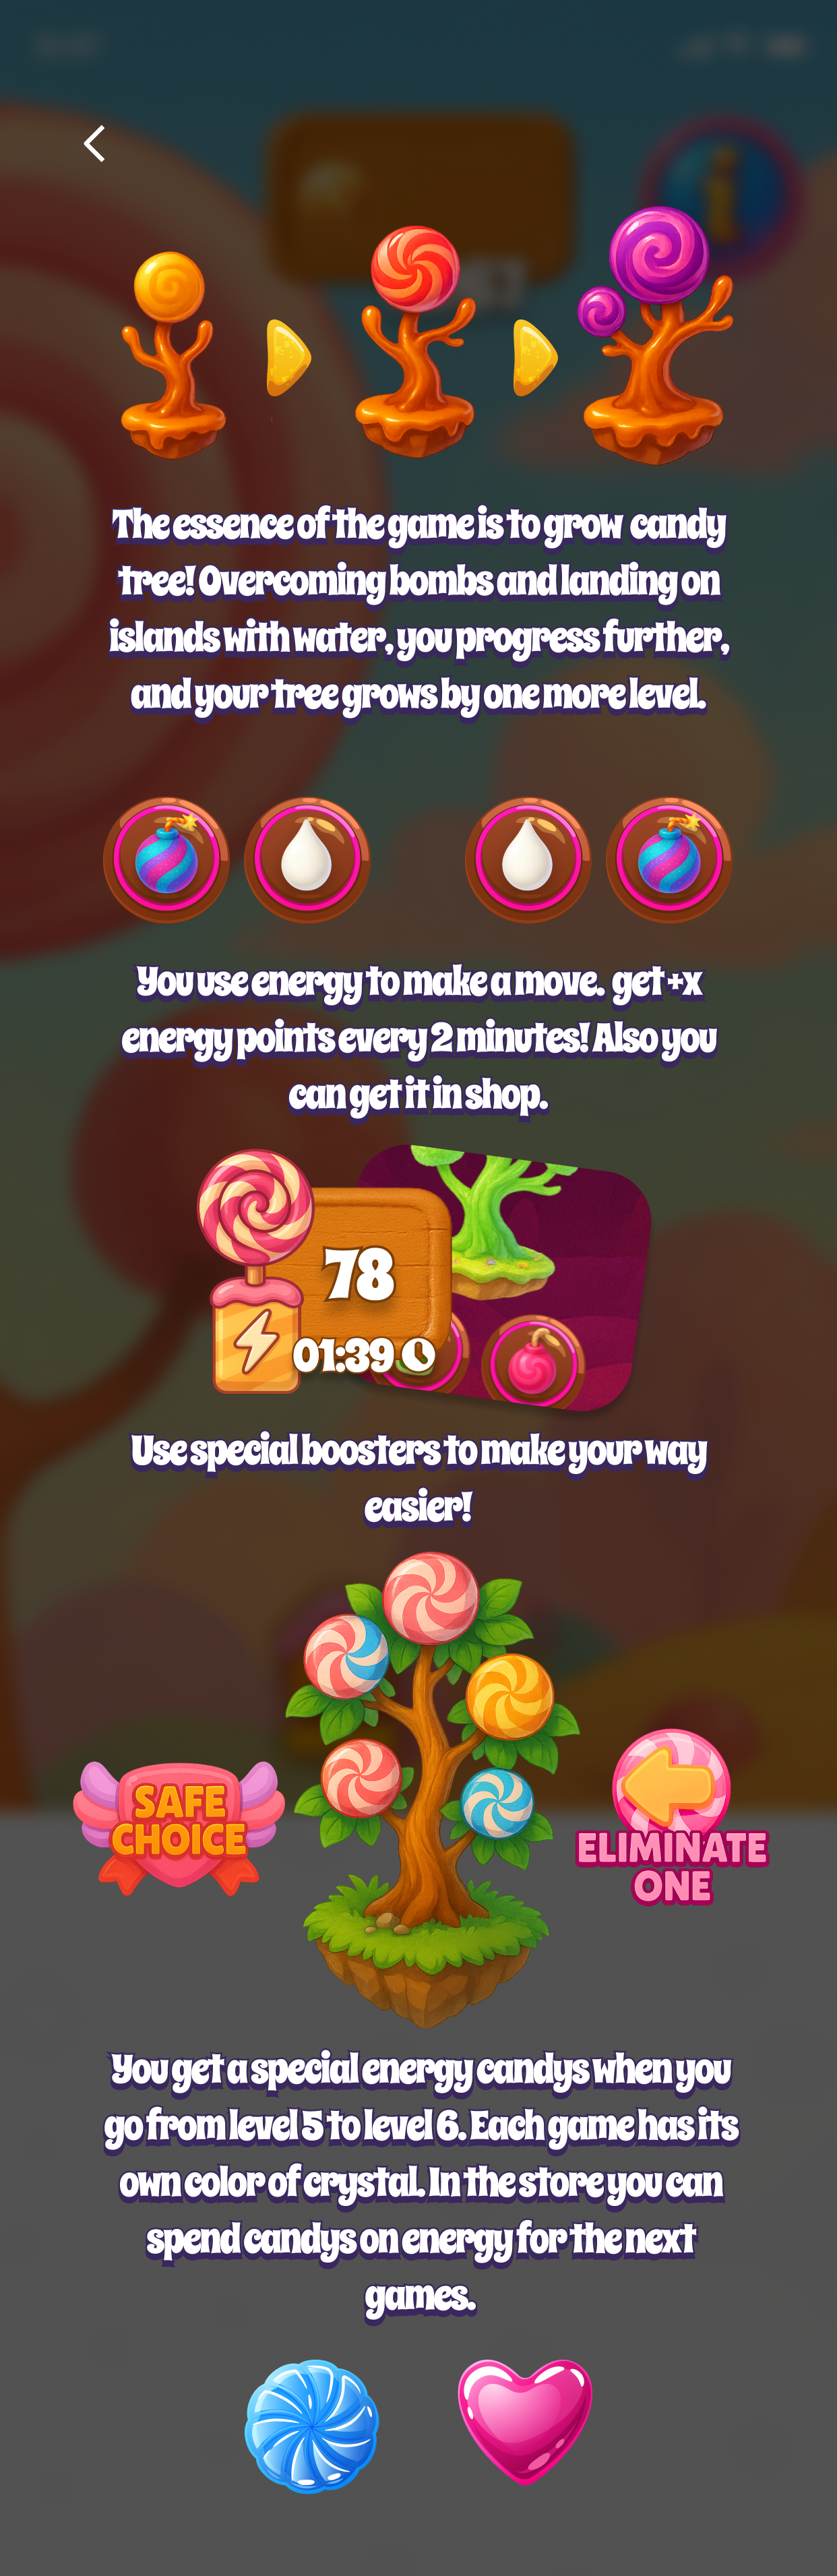 The essence of the game is to grow candy
tree! Overcoming bombs and landing on
islands with water, you progress further,
and your tree grows by one more level.
You use energy to make a move. get +x
energy points every 2 minutes! Also you
can get it in shop.
78
01:39
Use special boosters to make your way
easier!
SAFE
CHOICE
ELIMINATE
ONE
You get a special energy candys when you
go from level 5 to level 6. Each game has its
own color of crystal. In the store you can
spend candys on energy for the next
games.